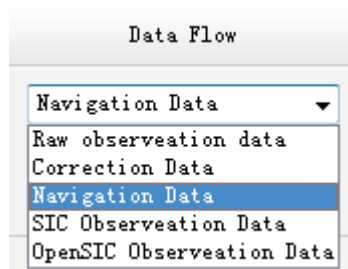 Data Flow
Navigation Data
Raw observeation data
Correction Data
Navigation Data
SIC Observeation Data
OpenSIC Observeation Data